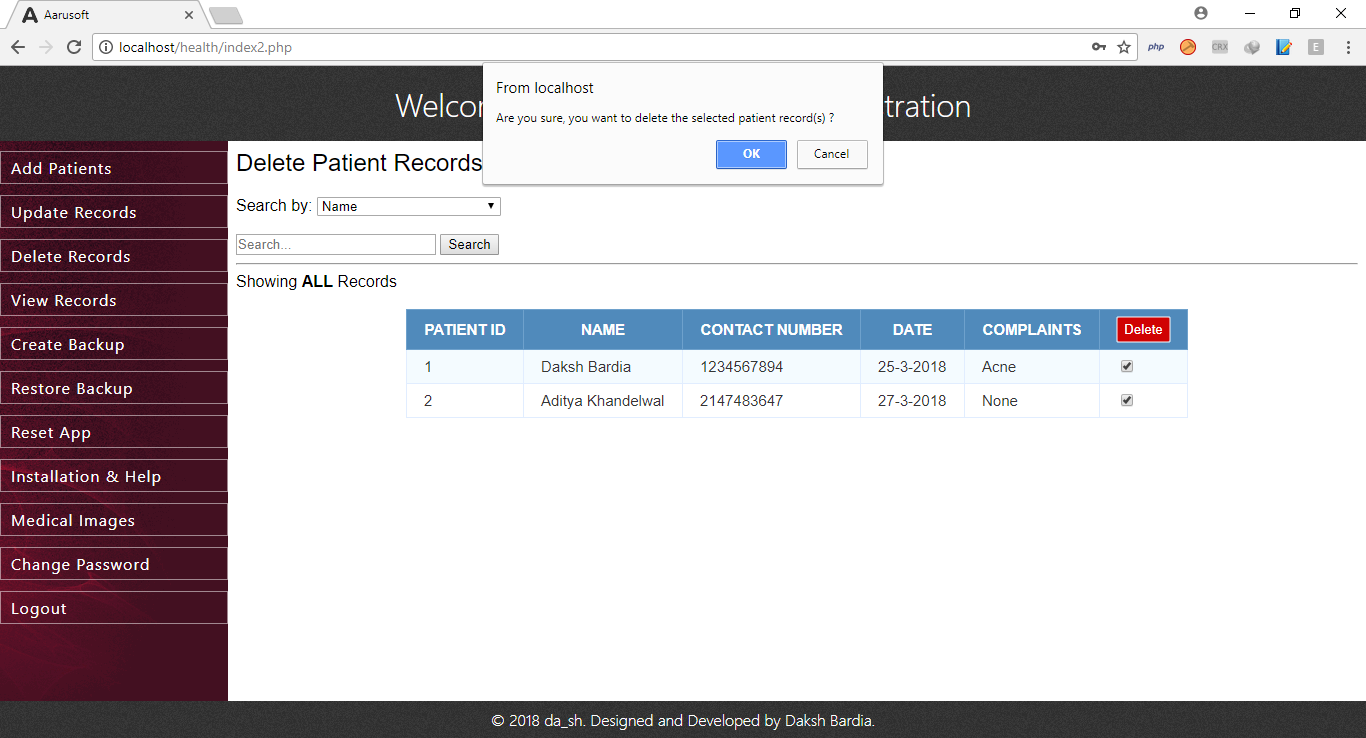 Aarusoft
localhost/health/index2.php
php
CRX
E
From localhost
Are you sure, you want to delete the selected patient record(s) ?
OK Cancel
Add Patients
Update Records
Delete Records
View Records
Create Backup
Restore Backup
Reset App
Installation & Help
Medical Images
Change Password
Logout
Delete Patient Records
Search by: Name
Search... Search
Showing ALL Records
PATIENT ID NAME CONTACT NUMBER DATE COMPLAINTS Delete
1 Daksh Bardia 1234567894 25-3-2018 Acne
2 Aditya Khandelwal 2147483647 27-3-2018 None
© 2018 da_sh. Designed and Developed by Daksh Bardia.